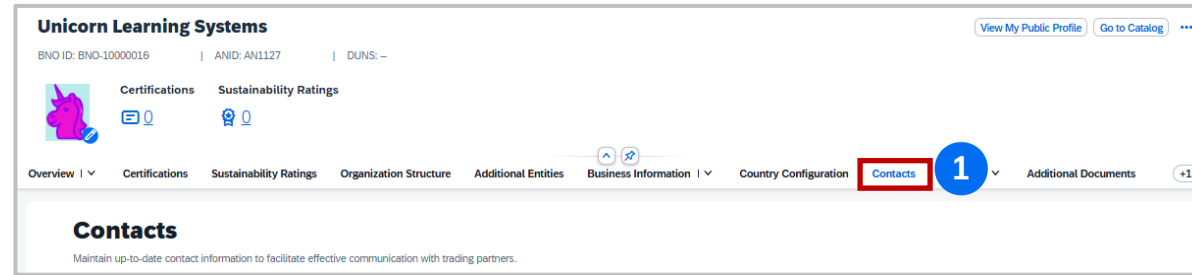 Unicorn Learning Systems
View My Public Profile
Go to Catalog
BNO ID: BNO-10000016 | ANID: AN1127 | DUNS: –
Certifications Sustainability Ratings
0 0
Overview | Certifications Sustainability Ratings Organization Structure Additional Entities Business Information | Country Configuration Contacts 1 Additional Documents +1
Contacts
Maintain up-to-date contact information to facilitate effective communication with trading partners.